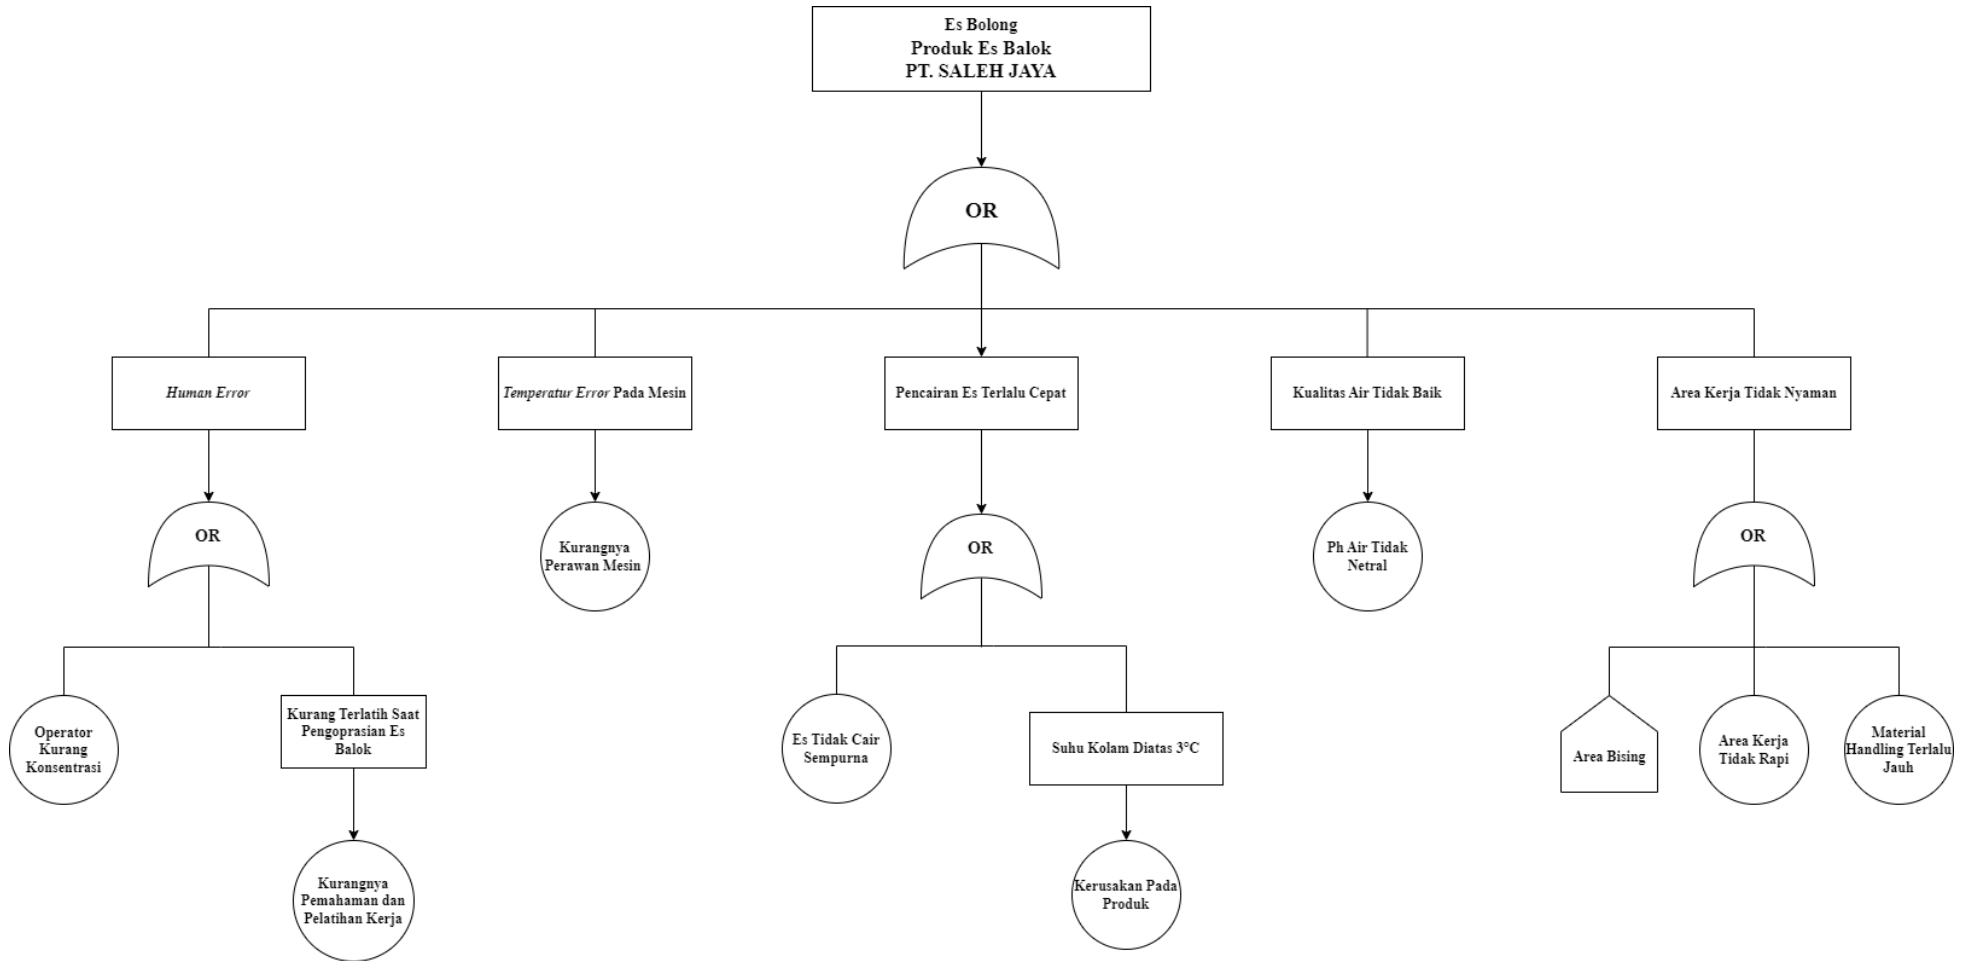 Es Bolong
Produk Es Balok
PT. SALEH JAYA
OR
Human Error
Temperatur Error Pada Mesin
Pencairan Es Terlalu Cepat
Kualitas Air Tidak Baik
Area Kerja Tidak Nyaman
OR
Kurangnya
Perawan Mesin
OR
Ph Air Tidak
Netral
OR
Operator
Kurang
Konsentrasi
Kurang Terlatih Saat
Pengoprasian Es
Balok
Es Tidak Cair
Sempurna
Suhu Kolam Diatas 3°C
Area Bising
Area Kerja
Tidak Rapi
Material
Handling Terlalu
Jauh
Kurangnya
Pemahaman dan
Pelatihan Kerja
Kerusakan Pada
Produk